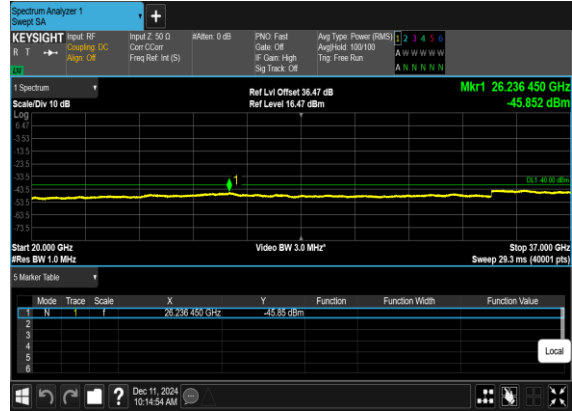 Spectrum Analyzer 1
Swept SA
KEYSIGHT
R T
LW
Input: RF
Coupling: DC
Align: Off
Input Z: 50 Ω
Corr CCorr
Freq Ref: Int (S)
#Atten: 0 dB
PNO: Fast
Gate: Off
IF Gain: High
Sig Track: Off
Avg Type: Power (RMS)
Avg|Hold: 100/100
Trig: Free Run
1 2 3 4 5 6
A W W W W W
A N N N N N
1 Spectrum
Scale/Div 10 dB
Ref Lvl Offset 36.47 dB
Ref Level 16.47 dBm
Mkr1 26.236 450 GHz
-45.852 dBm
Log
6.47
-3.53
-13.5
-23.5
-33.5
-43.5
-53.5
-63.5
-73.5
1
DL1 -40.00 dBm
Start 20.000 GHz
Video BW 3.0 MHz*
Stop 37.000 GHz
#Res BW 1.0 MHz
Sweep 29.3 ms (40001 pts)
5 Marker Table
Mode Trace Scale X Y Function Function Width Function Value
1 N 1 f 26.236 450 GHz -45.85 dBm
2
3
4
5
6
Local
?
Dec 11, 2024
10:14:54 AM